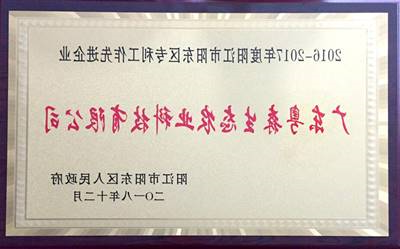 2016-2017年度阳江市阳东区专利工作先进企业
广东粤森生态农业科技有限公司
阳江市阳东区人民政府
二〇一八年十二月